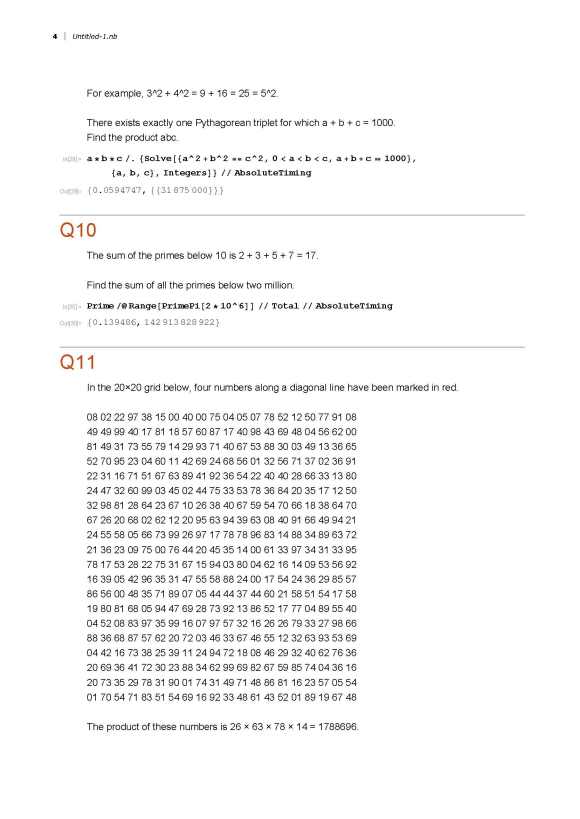 4 | Untitled-1.nb
For example, 3^2 + 4^2 = 9 + 16 = 25 = 5^2.
There exists exactly one Pythagorean triplet for which a + b + c = 1000.
Find the product abc.
a * b * c /. {Solve[{a^2 + b^2 == c^2, 0 < a < b < c, a + b + c == 1000},
{a, b, c}, Integers]} // AbsoluteTiming
{0.0594747, {{31 875 000}}}
Q10
The sum of the primes below 10 is 2 + 3 + 5 + 7 = 17.
Find the sum of all the primes below two million.
Prime /@ Range[PrimePi[2 * 10^6]] // Total // AbsoluteTiming
{0.139486, 142 913 828 922}
Q11
In the 20×20 grid below, four numbers along a diagonal line have been marked in red.
08 02 22 97 38 15 00 40 00 75 04 05 07 78 52 12 50 77 91 08
49 49 99 40 17 81 18 57 60 87 17 40 98 43 69 48 04 56 62 00
81 49 31 73 55 79 14 29 93 71 40 67 53 88 30 03 49 13 36 65
52 70 95 23 04 60 11 42 69 24 68 56 01 32 56 71 37 02 36 91
22 31 16 71 51 67 63 89 41 92 36 54 22 40 40 28 66 33 13 80
24 47 32 60 99 03 45 02 44 75 33 53 78 36 84 20 35 17 12 50
32 98 81 28 64 23 67 10 26 38 40 67 59 54 70 66 18 38 64 70
67 26 20 68 02 62 12 20 95 63 94 39 63 08 40 91 66 49 94 21
24 55 58 05 66 73 99 26 97 17 78 78 96 83 14 88 34 89 63 72
21 36 23 09 75 00 76 44 20 45 35 14 00 61 33 97 34 31 33 95
78 17 53 28 22 75 31 67 15 94 03 80 04 62 16 14 09 53 56 92
16 39 05 42 96 35 31 47 55 58 88 24 00 17 54 24 36 29 85 57
86 56 00 48 35 71 89 07 05 44 44 37 44 60 21 58 51 54 17 58
19 80 81 68 05 94 47 69 28 73 92 13 86 52 17 77 04 89 55 40
04 52 08 83 97 35 99 16 07 97 57 32 16 26 26 79 33 27 98 66
88 36 68 87 57 62 20 72 03 46 33 67 46 55 12 32 63 93 53 69
04 42 16 73 38 25 39 11 24 94 72 18 08 46 29 32 40 62 76 36
20 69 36 41 72 30 23 88 34 62 99 69 82 67 59 85 74 04 36 16
20 73 35 29 78 31 90 01 74 31 49 71 48 86 81 16 23 57 05 54
01 70 54 71 83 51 54 69 16 92 33 48 61 43 52 01 89 19 67 48
The product of these numbers is 26 × 63 × 78 × 14 = 1788696.